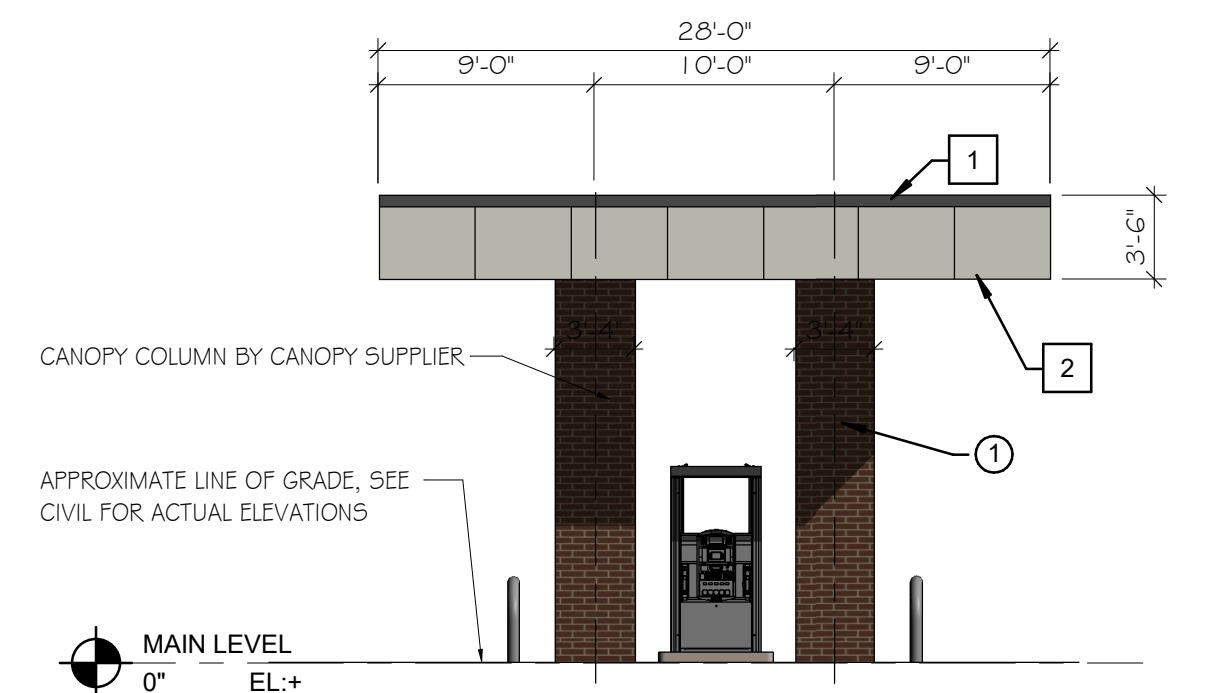 28'-0"
9'-0" 10'-0" 9'-0"
1
3'-6"
3'-4" 3'-4"
CANOPY COLUMN BY CANOPY SUPPLIER
2
1
APPROXIMATE LINE OF GRADE, SEE
CIVIL FOR ACTUAL ELEVATIONS
MAIN LEVEL
0" EL:+